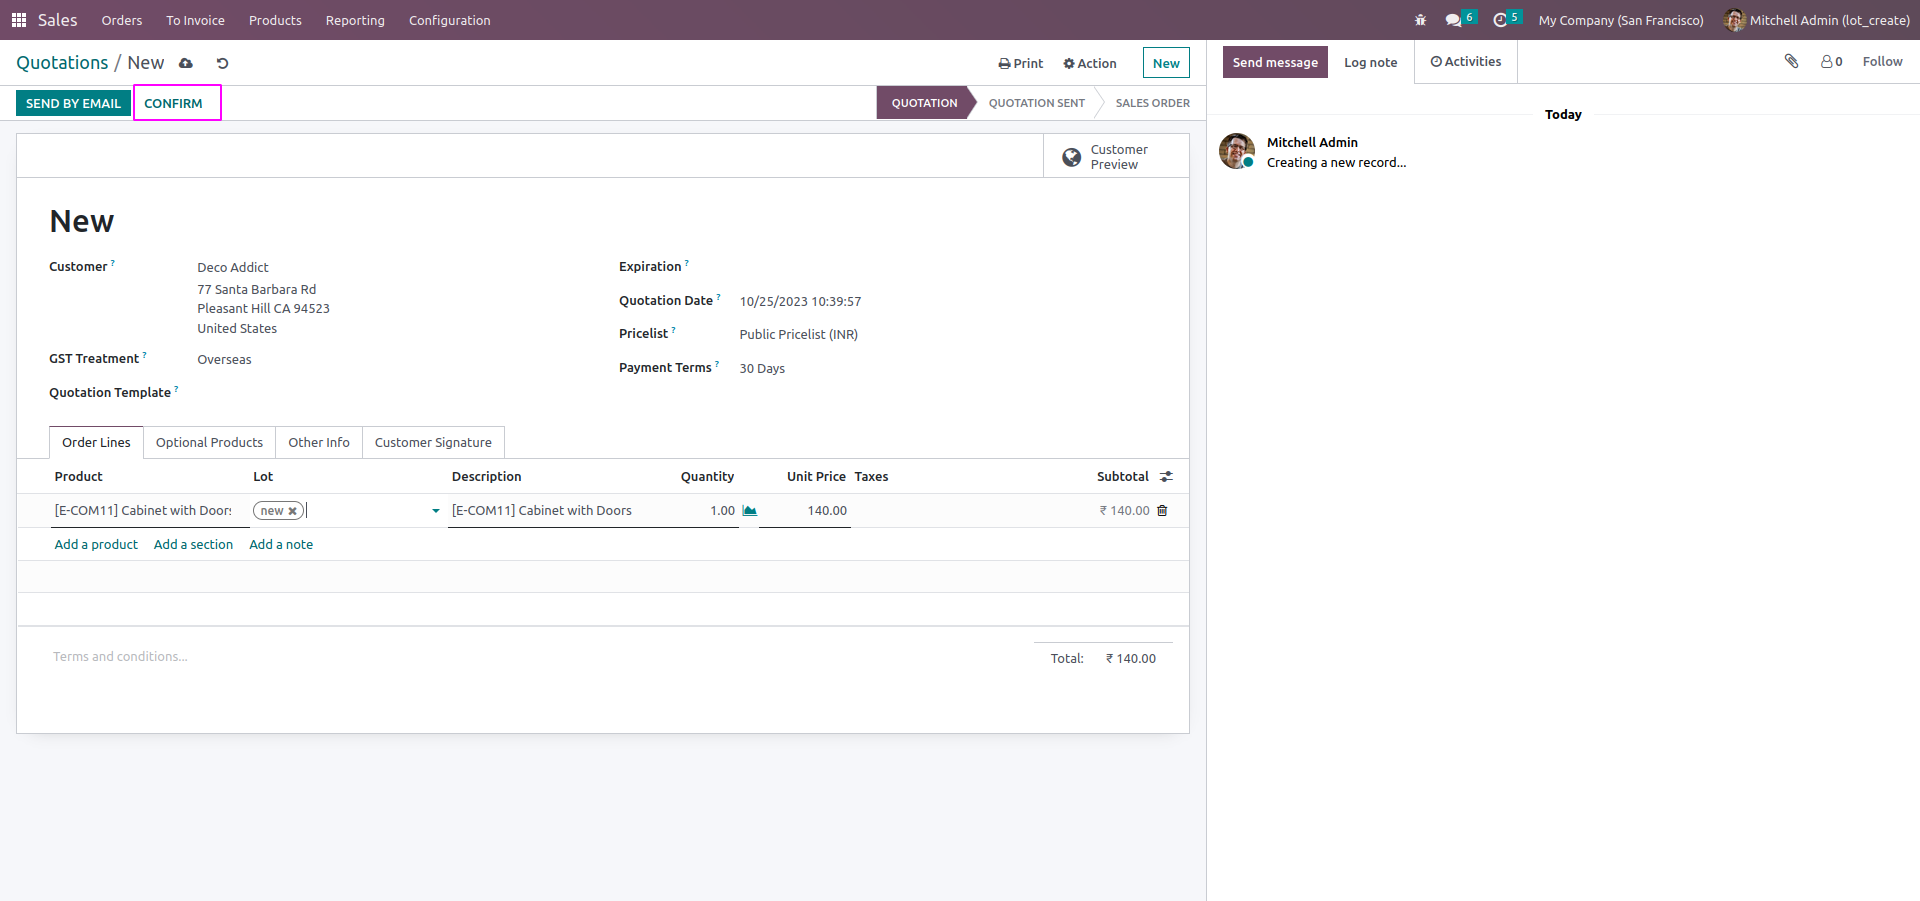 Sales Orders To Invoice Products Reporting Configuration 6 5 My Company (San Francisco) Mitchell Admin (lot_create)
Quotations / New Print Action New
SEND BY EMAIL CONFIRM QUOTATION QUOTATION SENT SALES ORDER
Customer
Preview
New
Customer ? Deco Addict
77 Santa Barbara Rd
Pleasant Hill CA 94523
United States
GST Treatment ? Overseas
Quotation Template ?
Expiration ?
Quotation Date ? 10/25/2023 10:39:57
Pricelist ? Public Pricelist (INR)
Payment Terms ? 30 Days
Order Lines Optional Products Other Info Customer Signature
Product Lot Description Quantity Unit Price Taxes Subtotal
[E-COM11] Cabinet with Doors new [E-COM11] Cabinet with Doors 1.00 140.00 ₹ 140.00
Add a product Add a section Add a note
Terms and conditions...
Total: ₹ 140.00
Send message Log note Activities 0 Follow
Today
Mitchell Admin
Creating a new record...